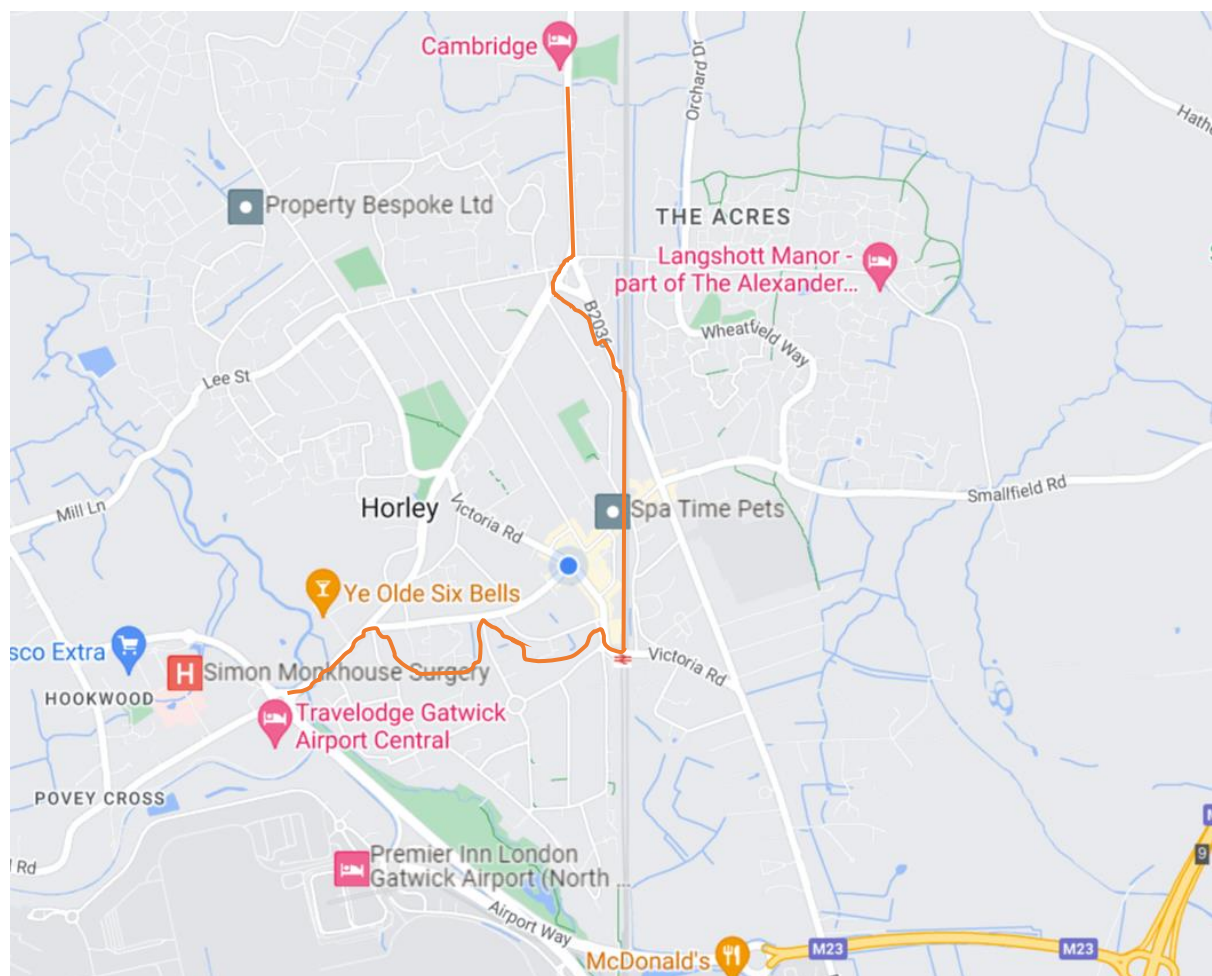 Cambridge
Orchard Dr
Property Bespoke Ltd
THE ACRES
Langshott Manor -
part of The Alexander...
B2036
Wheatfield Way
Lee St
Mill Ln
Horley
Victoria Rd
Spa Time Pets
Smallfield Rd
Ye Olde Six Bells
sco Extra
H
Simon Monkhouse Surgery
Victoria Rd
HOOKWOOD
Travelodge Gatwick
Airport Central
POVEY CROSS
Rd
Premier Inn London
Gatwick Airport (North ...
Airport Way
McDonald's
M23
M23
9